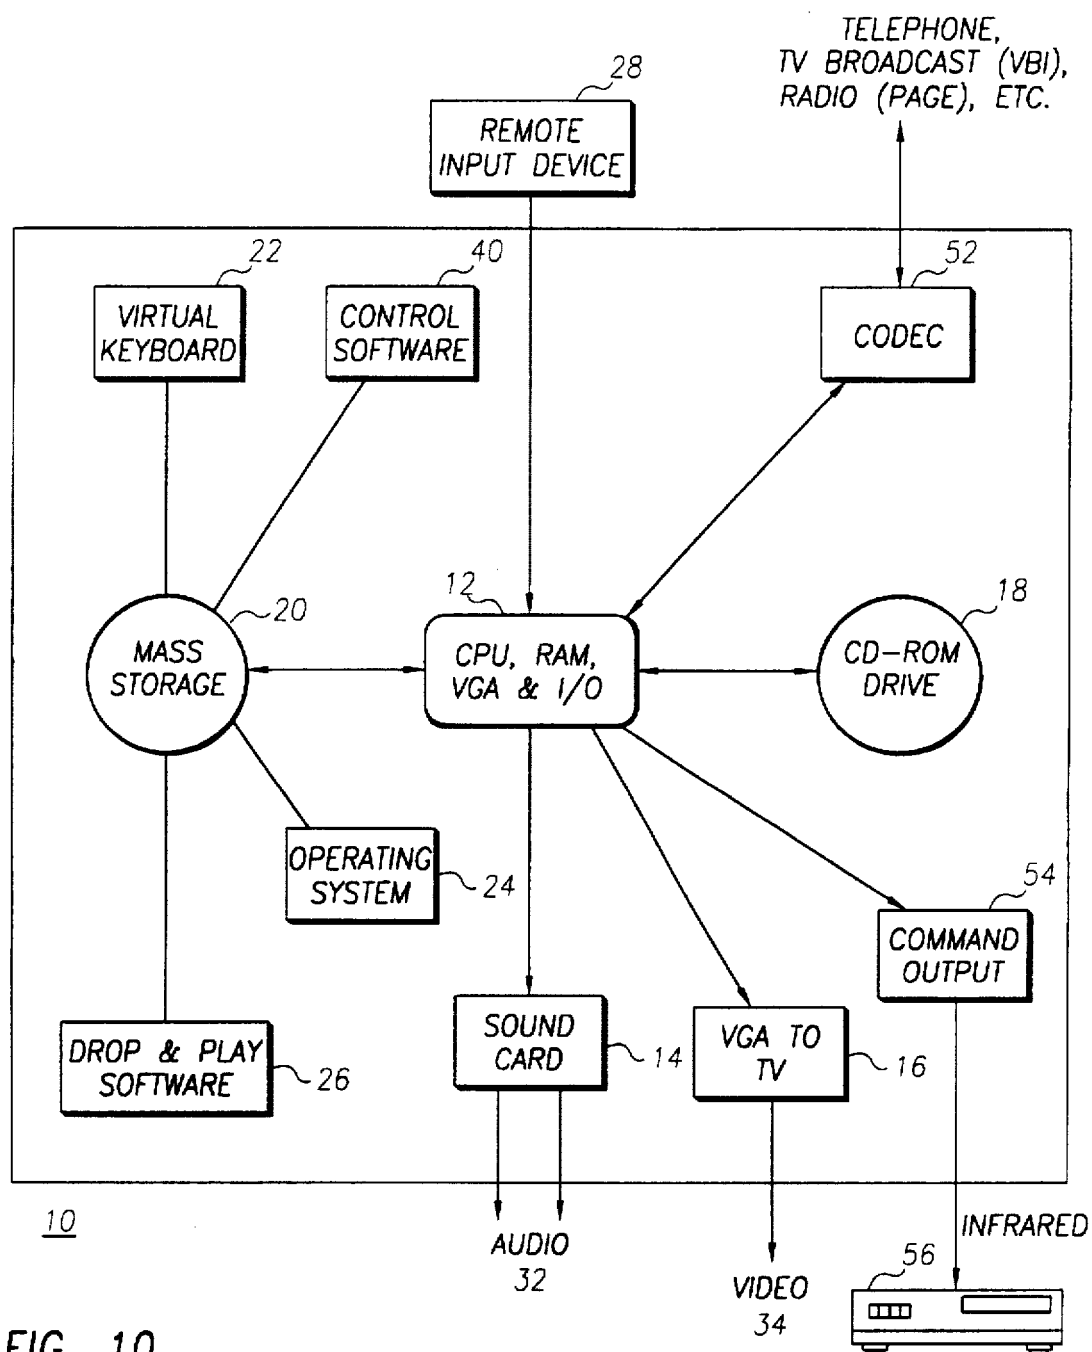 TELEPHONE,
TV BROADCAST (VBI),
RADIO (PAGE), ETC.
28
REMOTE
INPUT DEVICE
22
40
52
VIRTUAL
KEYBOARD
CONTROL
SOFTWARE
CODEC
12
18
20
MASS
STORAGE
CPU, RAM,
VGA & I/O
CD-ROM
DRIVE
OPERATING
SYSTEM
24
54
COMMAND
OUTPUT
DROP & PLAY
SOFTWARE
26
SOUND
CARD
14
VGA TO
TV
16
10
AUDIO
32
INFRARED
VIDEO
34
56
FIG. 10